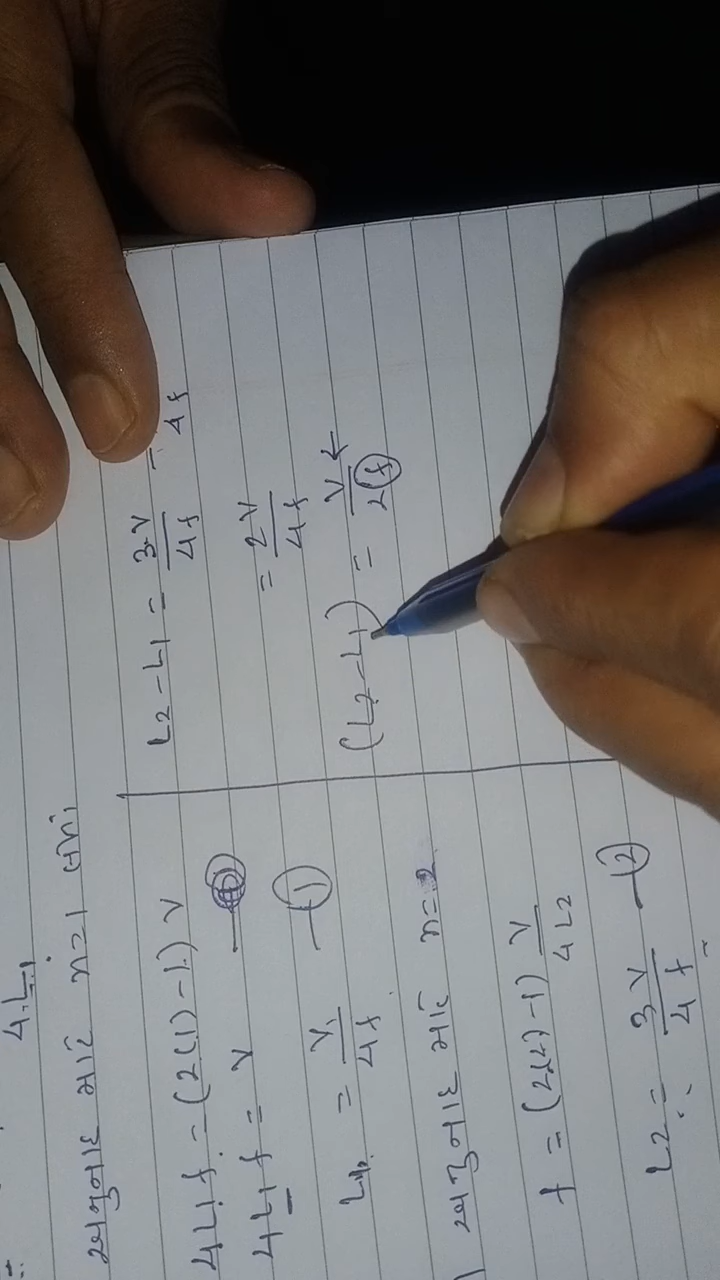 4L₁
અનુનાદ માટે n=1 લેતાં
4L₁f = (2(1)-1) v
4L₁f = v
L₁ = v/4f —(1)
અનુનાદ માટે n=2
f = (2(2)-1) v/4L₂
L₂ = 3v/4f —(2)
L₂-L₁ = 3v/4f - 4f
= 2v/4f
(L₂-L₁) = v/2f ←